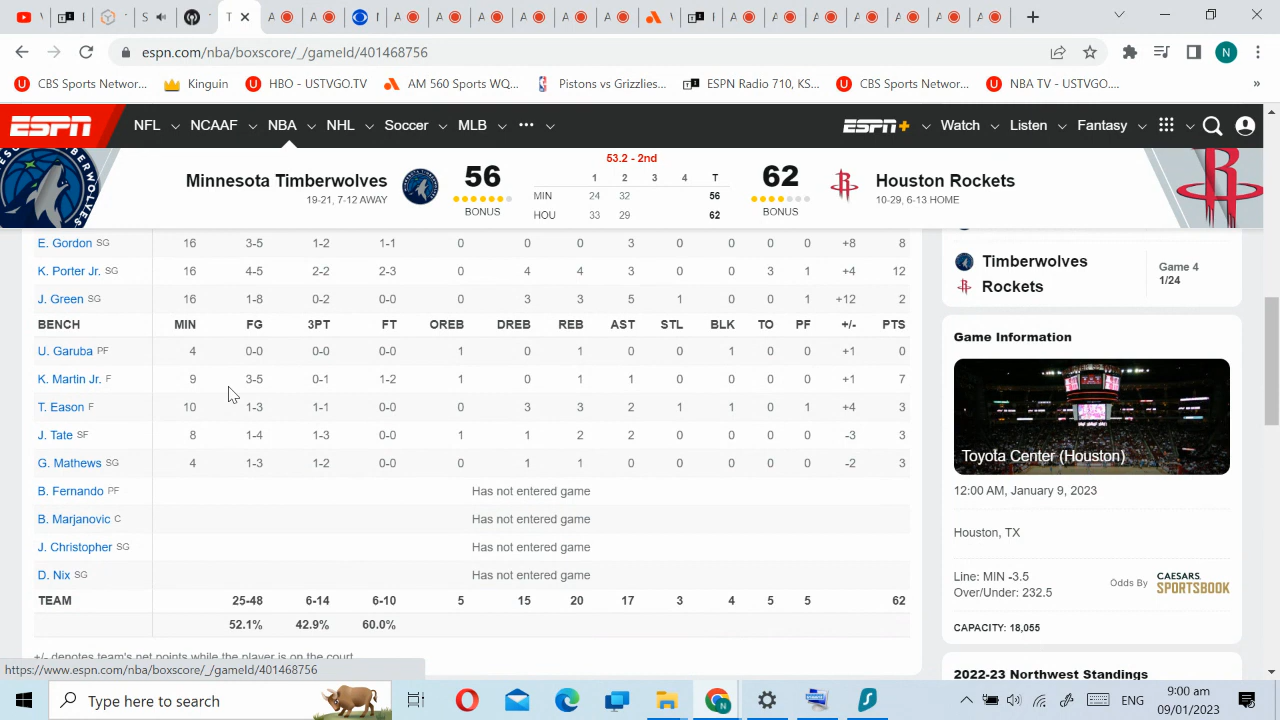 T
espn.com/nba/boxscore/_/gameId/401468756
N
CBS Sports Network...
Kinguin
HBO - USTVGO.TV
AM 560 Sports WQ...
Pistons vs Grizzlies...
ESPN Radio 710, KS...
CBS Sports Networ...
NBA TV - USTVGO....
»
ESPN NFL NCAAF NBA NHL Soccer MLB ••• ESPN+ Watch Listen Fantasy
53.2 - 2nd
Minnesota Timberwolves
19-21, 7-12 AWAY
56
BONUS
1 2 3 4 T
MIN 24 32 56
HOU 33 29 62
62
BONUS
Houston Rockets
10-29, 6-13 HOME
E. Gordon SG 16 3-5 1-2 1-1 0 0 0 3 0 0 0 0 +8 8
K. Porter Jr. SG 16 4-5 2-2 2-3 0 4 4 3 0 0 3 1 +4 12
J. Green SG 16 1-8 0-2 0-0 0 3 3 5 1 0 0 1 +12 2
BENCH MIN FG 3PT FT OREB DREB REB AST STL BLK TO PF +/- PTS
U. Garuba PF 4 0-0 0-0 0-0 1 0 1 0 0 1 0 0 +1 0
K. Martin Jr. F 9 3-5 0-1 1-2 1 0 1 1 0 0 0 0 +1 7
T. Eason F 10 1-3 1-1 0-0 0 3 3 2 1 1 0 1 +4 3
J. Tate SF 8 1-4 1-3 0-0 1 1 2 2 0 0 0 0 -3 3
G. Mathews SG 4 1-3 1-2 0-0 0 1 1 0 0 0 0 0 -2 3
B. Fernando PF Has not entered game
B. Marjanovic C Has not entered game
J. Christopher SG Has not entered game
D. Nix SG Has not entered game
TEAM 25-48 6-14 6-10 5 15 20 17 3 4 5 5 62
52.1% 42.9% 60.0%
+/- denotes team's net points while the player is on the court.
Timberwolves
Rockets
Game 4
1/24
Game Information
Toyota Center (Houston)
12:00 AM, January 9, 2023
Houston, TX
Line: MIN -3.5
Over/Under: 232.5
Odds By CAESARS SPORTSBOOK
CAPACITY: 18,055
2022-23 Northwest Standings
https://www.espn.com/nba/boxscore/_/gameId/401468756
Type here to search
9:00 am
09/01/2023